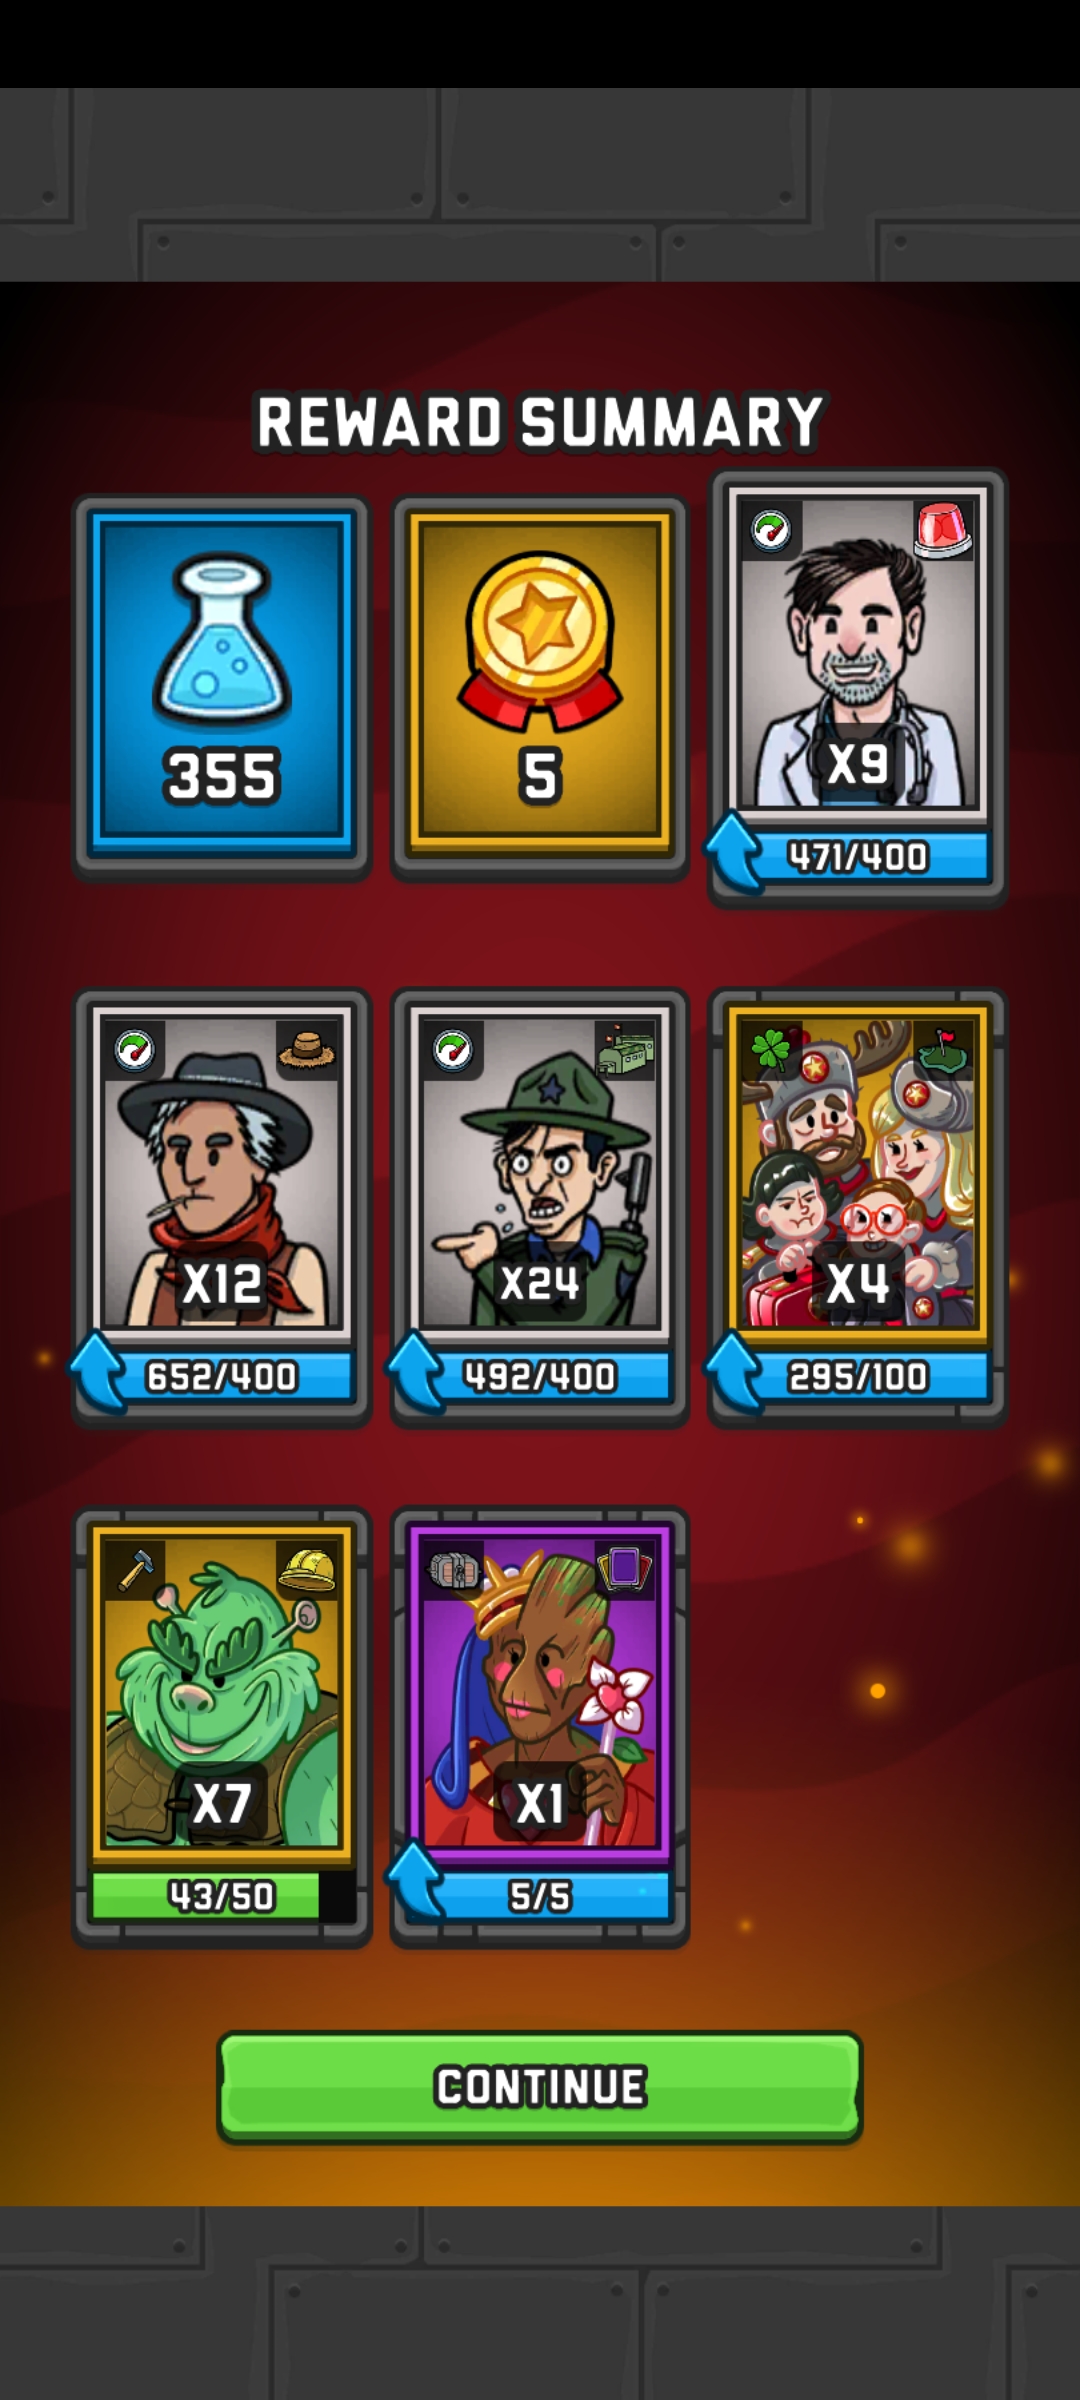 REWARD SUMMARY
355
5
X9
471/400
X12
652/400
X24
492/400
X4
295/100
X7
43/50
X1
5/5
CONTINUE